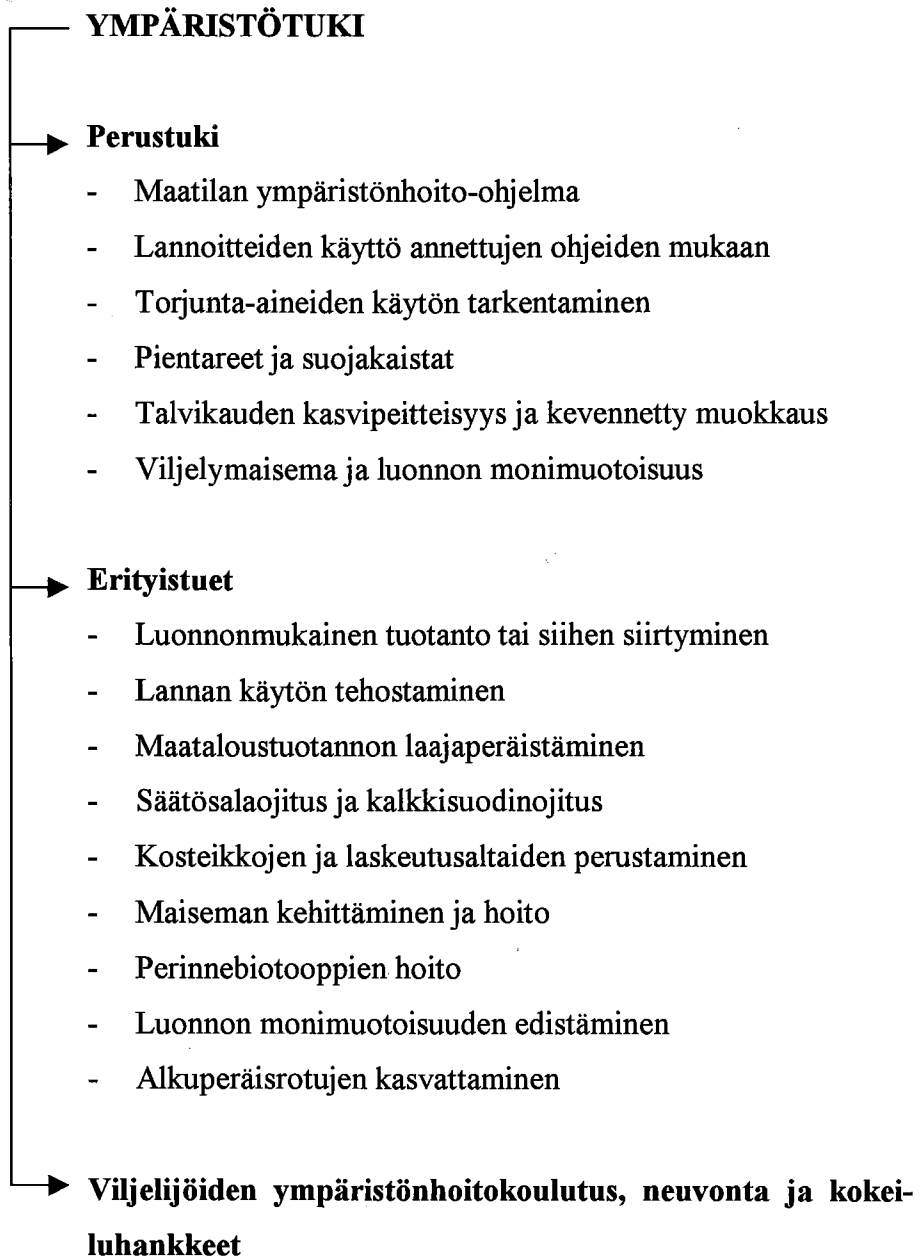 YMPÄRISTÖTUKI
Perustuki
- Maatilan ympäristönhoito-ohjelma
- Lannoitteiden käyttö annettujen ohjeiden mukaan
- Torjunta-aineiden käytön tarkentaminen
- Pientareet ja suojakaistat
- Talvikauden kasvipeitteisyys ja kevennetty muokkaus
- Viljelymaisema ja luonnon monimuotoisuus
Erityistuet
- Luonnonmukainen tuotanto tai siihen siirtyminen
- Lannan käytön tehostaminen
- Maataloustuotannon laajaperäistäminen
- Säätösalaojitus ja kalkkisuodinojitus
- Kosteikkojen ja laskeutusaltaiden perustaminen
- Maiseman kehittäminen ja hoito
- Perinnebiotooppien hoito
- Luonnon monimuotoisuuden edistäminen
- Alkuperäisrotujen kasvattaminen
Viljelijöiden ympäristönhoitokoulutus, neuvonta ja kokei-
luhankkeet